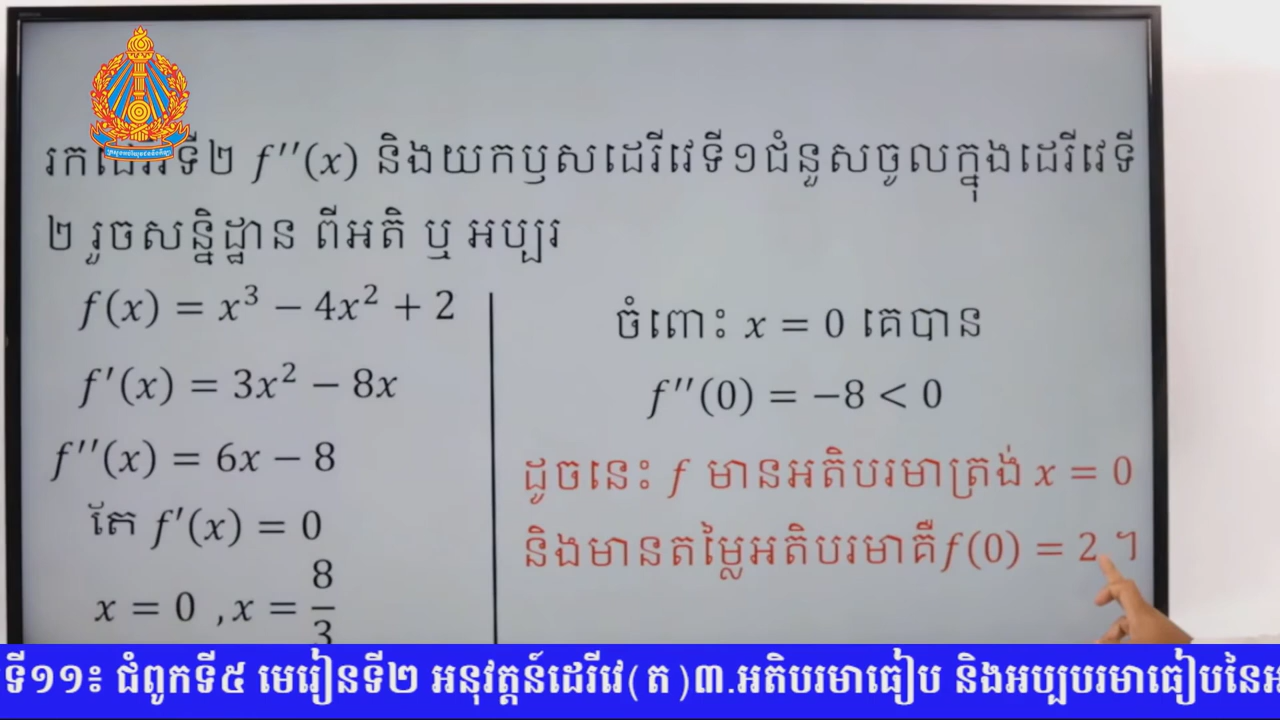 រកដេរីវេទី២ f''(x) និងយកឫសដេរីវេទី១ជំនួសចូលក្នុងដេរីវេទី
២ រួចសន្និដ្ឋាន ពីអតិ ឬ អប្បរ
f(x) = x³ − 4x² + 2
f'(x) = 3x² − 8x
f''(x) = 6x − 8
តែ f'(x) = 0
x = 0 , x = 8/3
ចំពោះ x = 0 គេបាន
f''(0) = −8 < 0
ដូចនេះ f មានអតិបរមាត្រង់ x = 0
និងមានតម្លៃអតិបរមាគឺ f(0) = 2 ។
ទី១១៖ ជំពូកទី៥ មេរៀនទី២ អនុវត្តន៍ដេរីវេ(ត)៣.អតិបរមាធៀប និងអប្បបរមាធៀបនៃអ